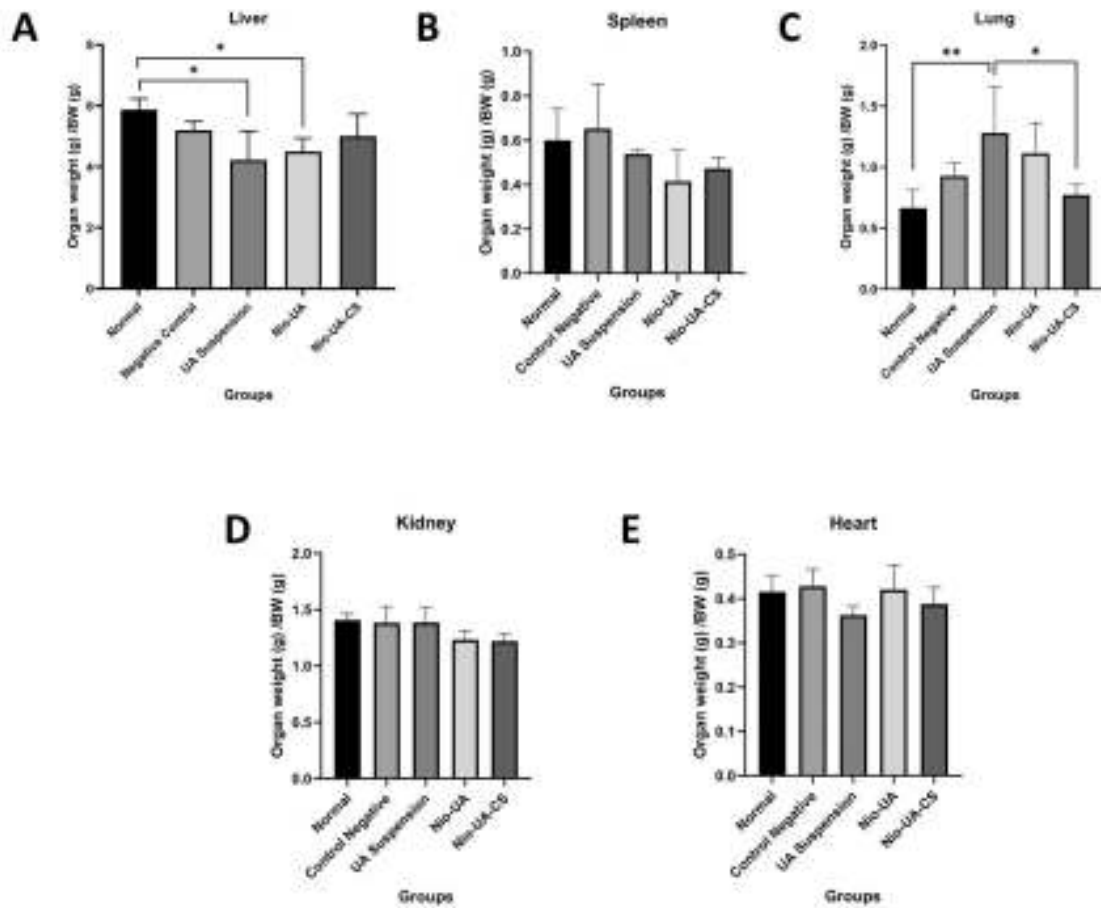 A
Liver
Organ weight (g) /BW (g)
8
6
4
2
0
*
*
Normal
Negative Control
UA Suspension
Nio-UA
Nio-UA-CS
Groups
B
Spleen
Organ weight (g) /BW (g)
1.0
0.8
0.6
0.4
0.2
0.0
Normal
Control Negative
UA Suspension
Nio-UA
Nio-UA-CS
Groups
C
Lung
Organ weight (g) /BW (g)
2.0
1.5
1.0
0.5
0.0
**
*
Normal
Control Negative
UA Suspension
Nio-UA
Nio-UA-CS
Groups
D
Kidney
Organ weight (g) /BW (g)
2.0
1.5
1.0
0.5
0.0
Normal
Control Negative
UA Suspension
Nio-UA
Nio-UA-CS
Groups
E
Heart
Organ weight (g) /BW (g)
0.5
0.4
0.3
0.2
0.1
0.0
Normal
Control Negative
UA Suspension
Nio-UA
Nio-UA-CS
Groups